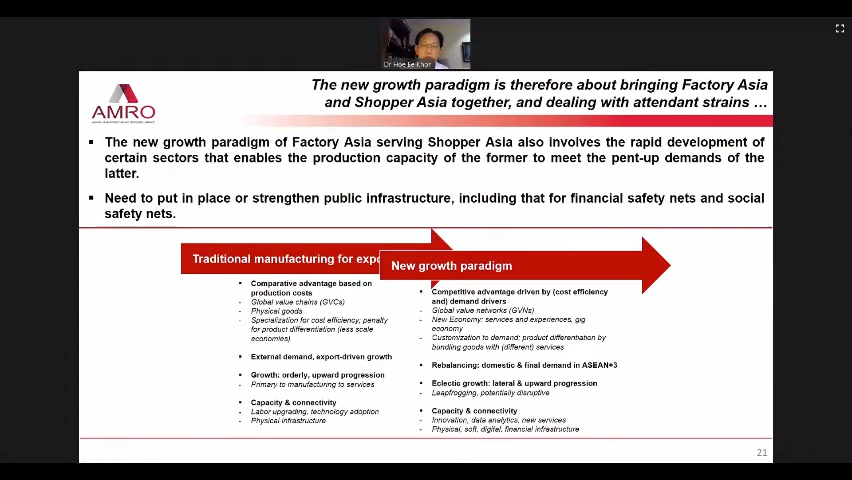 Dr Hoe Ee Khor
The new growth paradigm is therefore about bringing Factory Asia
and Shopper Asia together, and dealing with attendant strains …
AMRO
▪ The new growth paradigm of Factory Asia serving Shopper Asia also involves the rapid development of
certain sectors that enables the production capacity of the former to meet the pent-up demands of the
latter.
▪ Need to put in place or strengthen public infrastructure, including that for financial safety nets and social
safety nets.
Traditional manufacturing for expo
▪ Comparative advantage based on
production costs
- Global value chains (GVCs)
- Physical goods
- Specialization for cost efficiency; penalty
for product differentiation (less scale
economies)
▪ External demand, export-driven growth
▪ Growth: orderly, upward progression
- Primary to manufacturing to services
▪ Capacity & connectivity
- Labor upgrading, technology adoption
- Physical infrastructure
New growth paradigm
▪ Competitive advantage driven by (cost efficiency
and) demand drivers
- Global value networks (GVNs)
- New Economy: services and experiences, gig
economy
- Customization to demand; product differentiation by
bundling goods with (different) services
▪ Rebalancing: domestic & final demand in ASEAN+3
▪ Eclectic growth: lateral & upward progression
- Leapfrogging, potentially disruptive
▪ Capacity & connectivity
- Innovation, data analytics, new services
- Physical, soft, digital, financial infrastructure
21